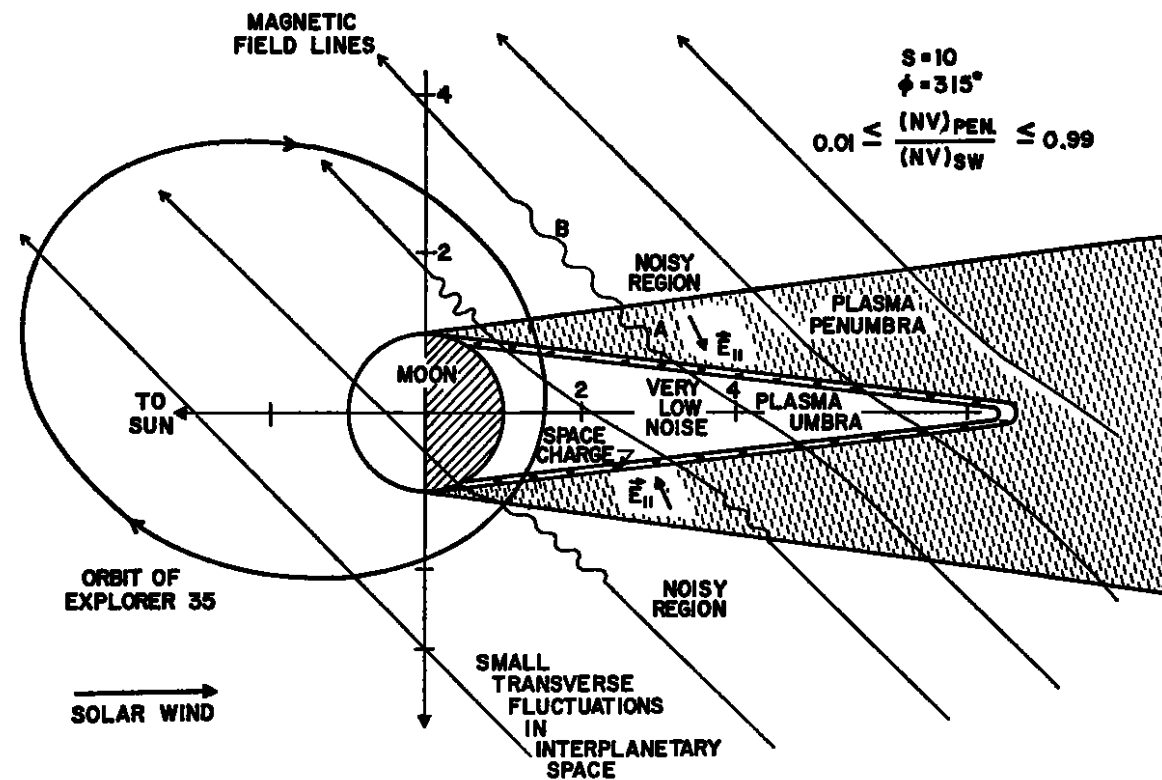 MAGNETIC
FIELD LINES
S=10
ϕ=315°
0.01 ≤ (NV)PEN. / (NV)SW ≤ 0.99
4
B
2
NOISY
REGION
PLASMA
PENUMBRA
A
E⃗||
MOON
TO
SUN
2
VERY
LOW
NOISE
4
PLASMA
UMBRA
SPACE
CHARGE
E⃗||
ORBIT OF
EXPLORER 35
NOISY
REGION
SOLAR WIND
SMALL
TRANSVERSE
FLUCTUATIONS
IN
INTERPLANETARY
SPACE